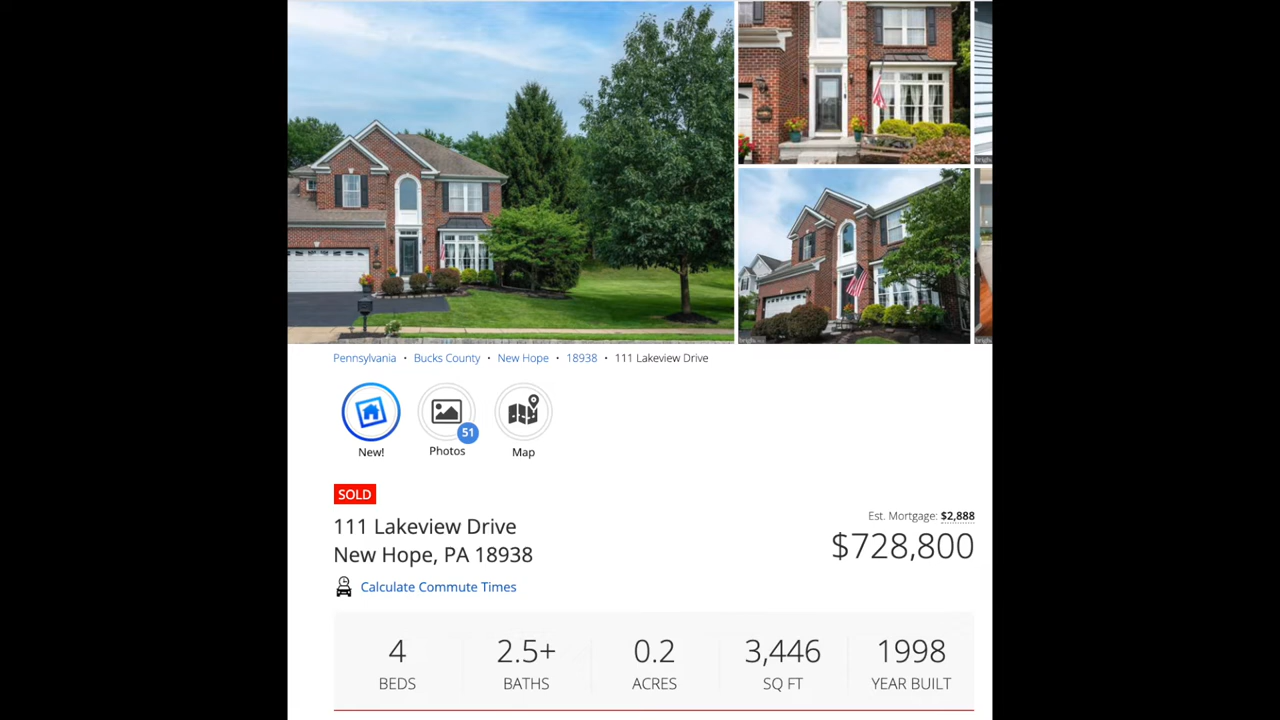 Pennsylvania • Bucks County • New Hope • 18938 • 111 Lakeview Drive
51
New!
Photos
Map
SOLD
Est. Mortgage: $2,888
111 Lakeview Drive
$728,800
New Hope, PA 18938
Calculate Commute Times
4
2.5+
0.2
3,446
1998
BEDS
BATHS
ACRES
SQ FT
YEAR BUILT